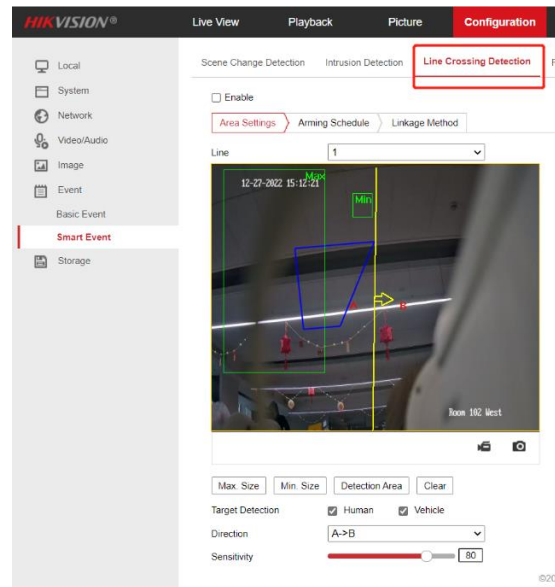 HIKVISION®
Live View Playback Picture Configuration
Local
System
Network
Video/Audio
Image
Event
Basic Event
Smart Event
Storage
Scene Change Detection Intrusion Detection Line Crossing Detection
Enable
Area Settings Arming Schedule Linkage Method
Line 1
Max
12-27-2022 15:12:21
Min
A B
Room 102 West
Max. Size Min. Size Detection Area Clear
Target Detection Human Vehicle
Direction A->B
Sensitivity 80